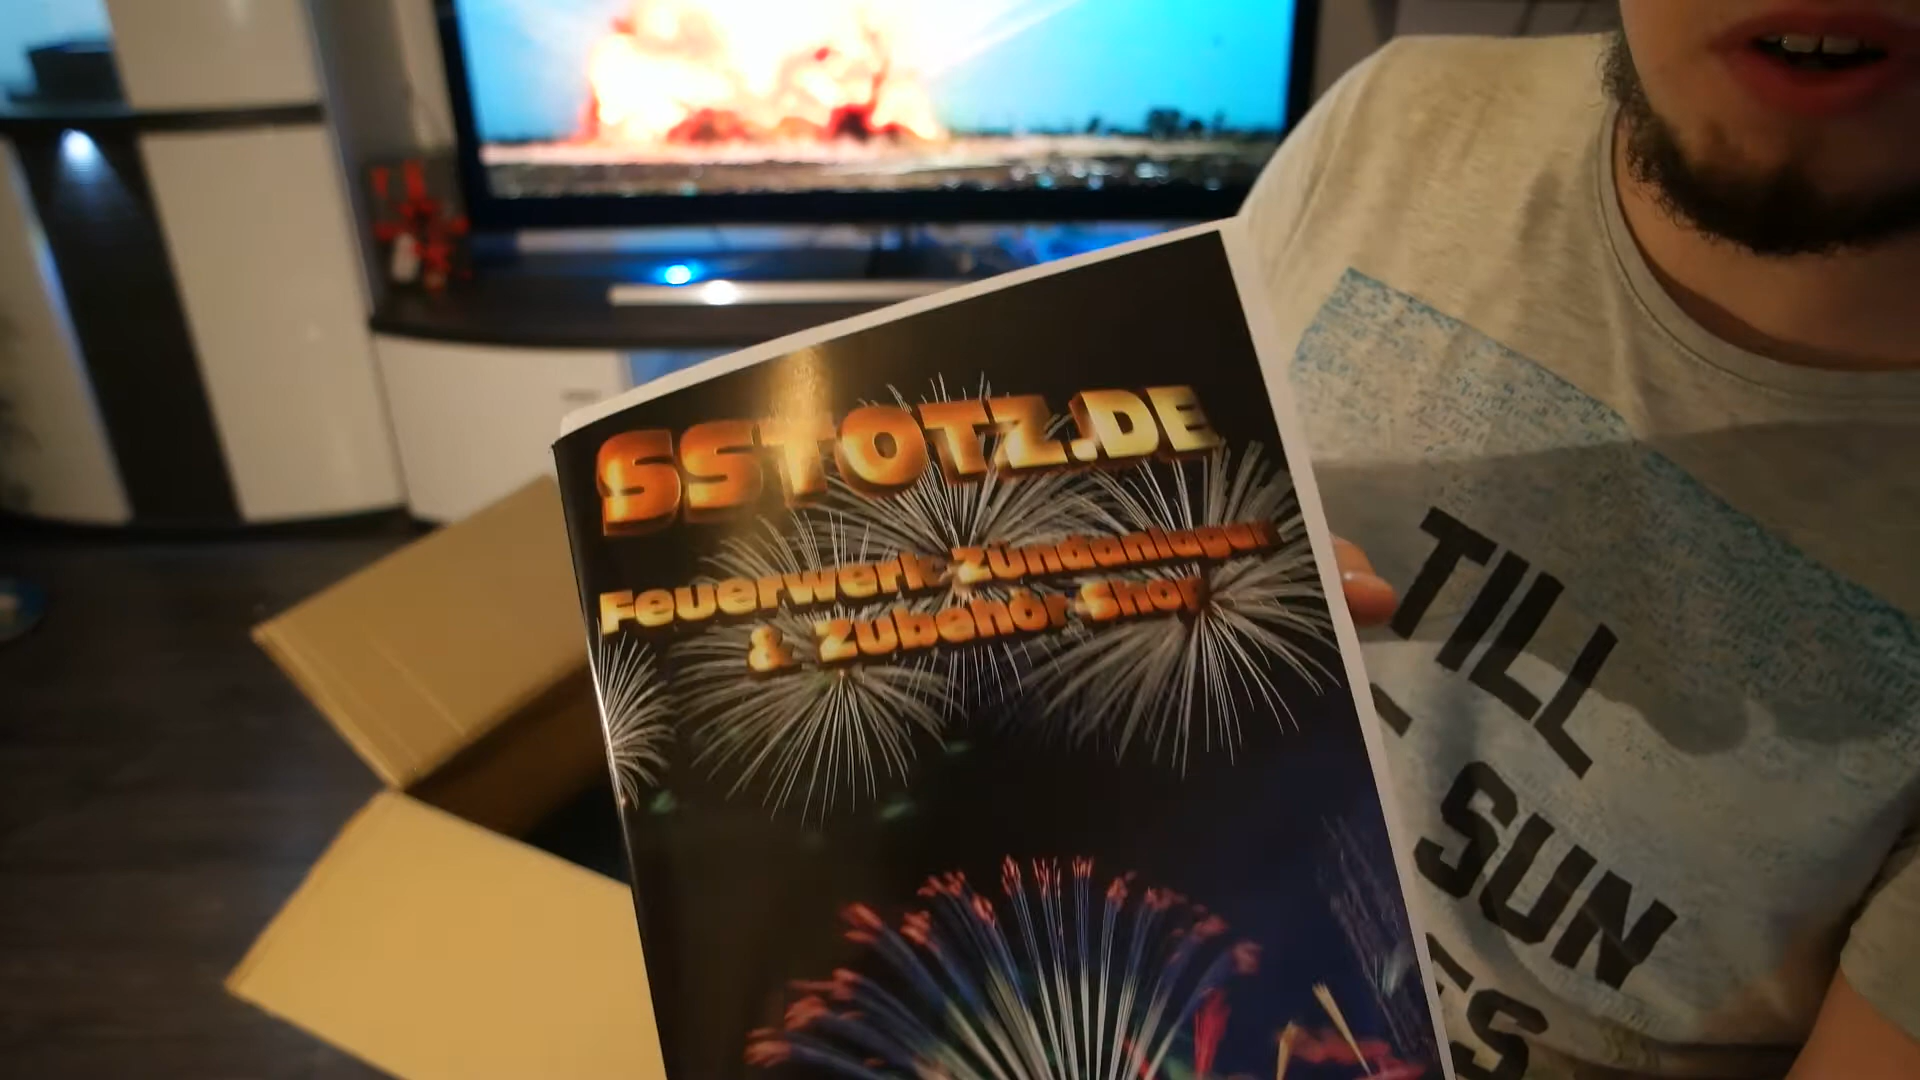 SSTOTZ.DE
Feuerwerk Zündanlagen
& Zubehör Shop
TILL
SUN